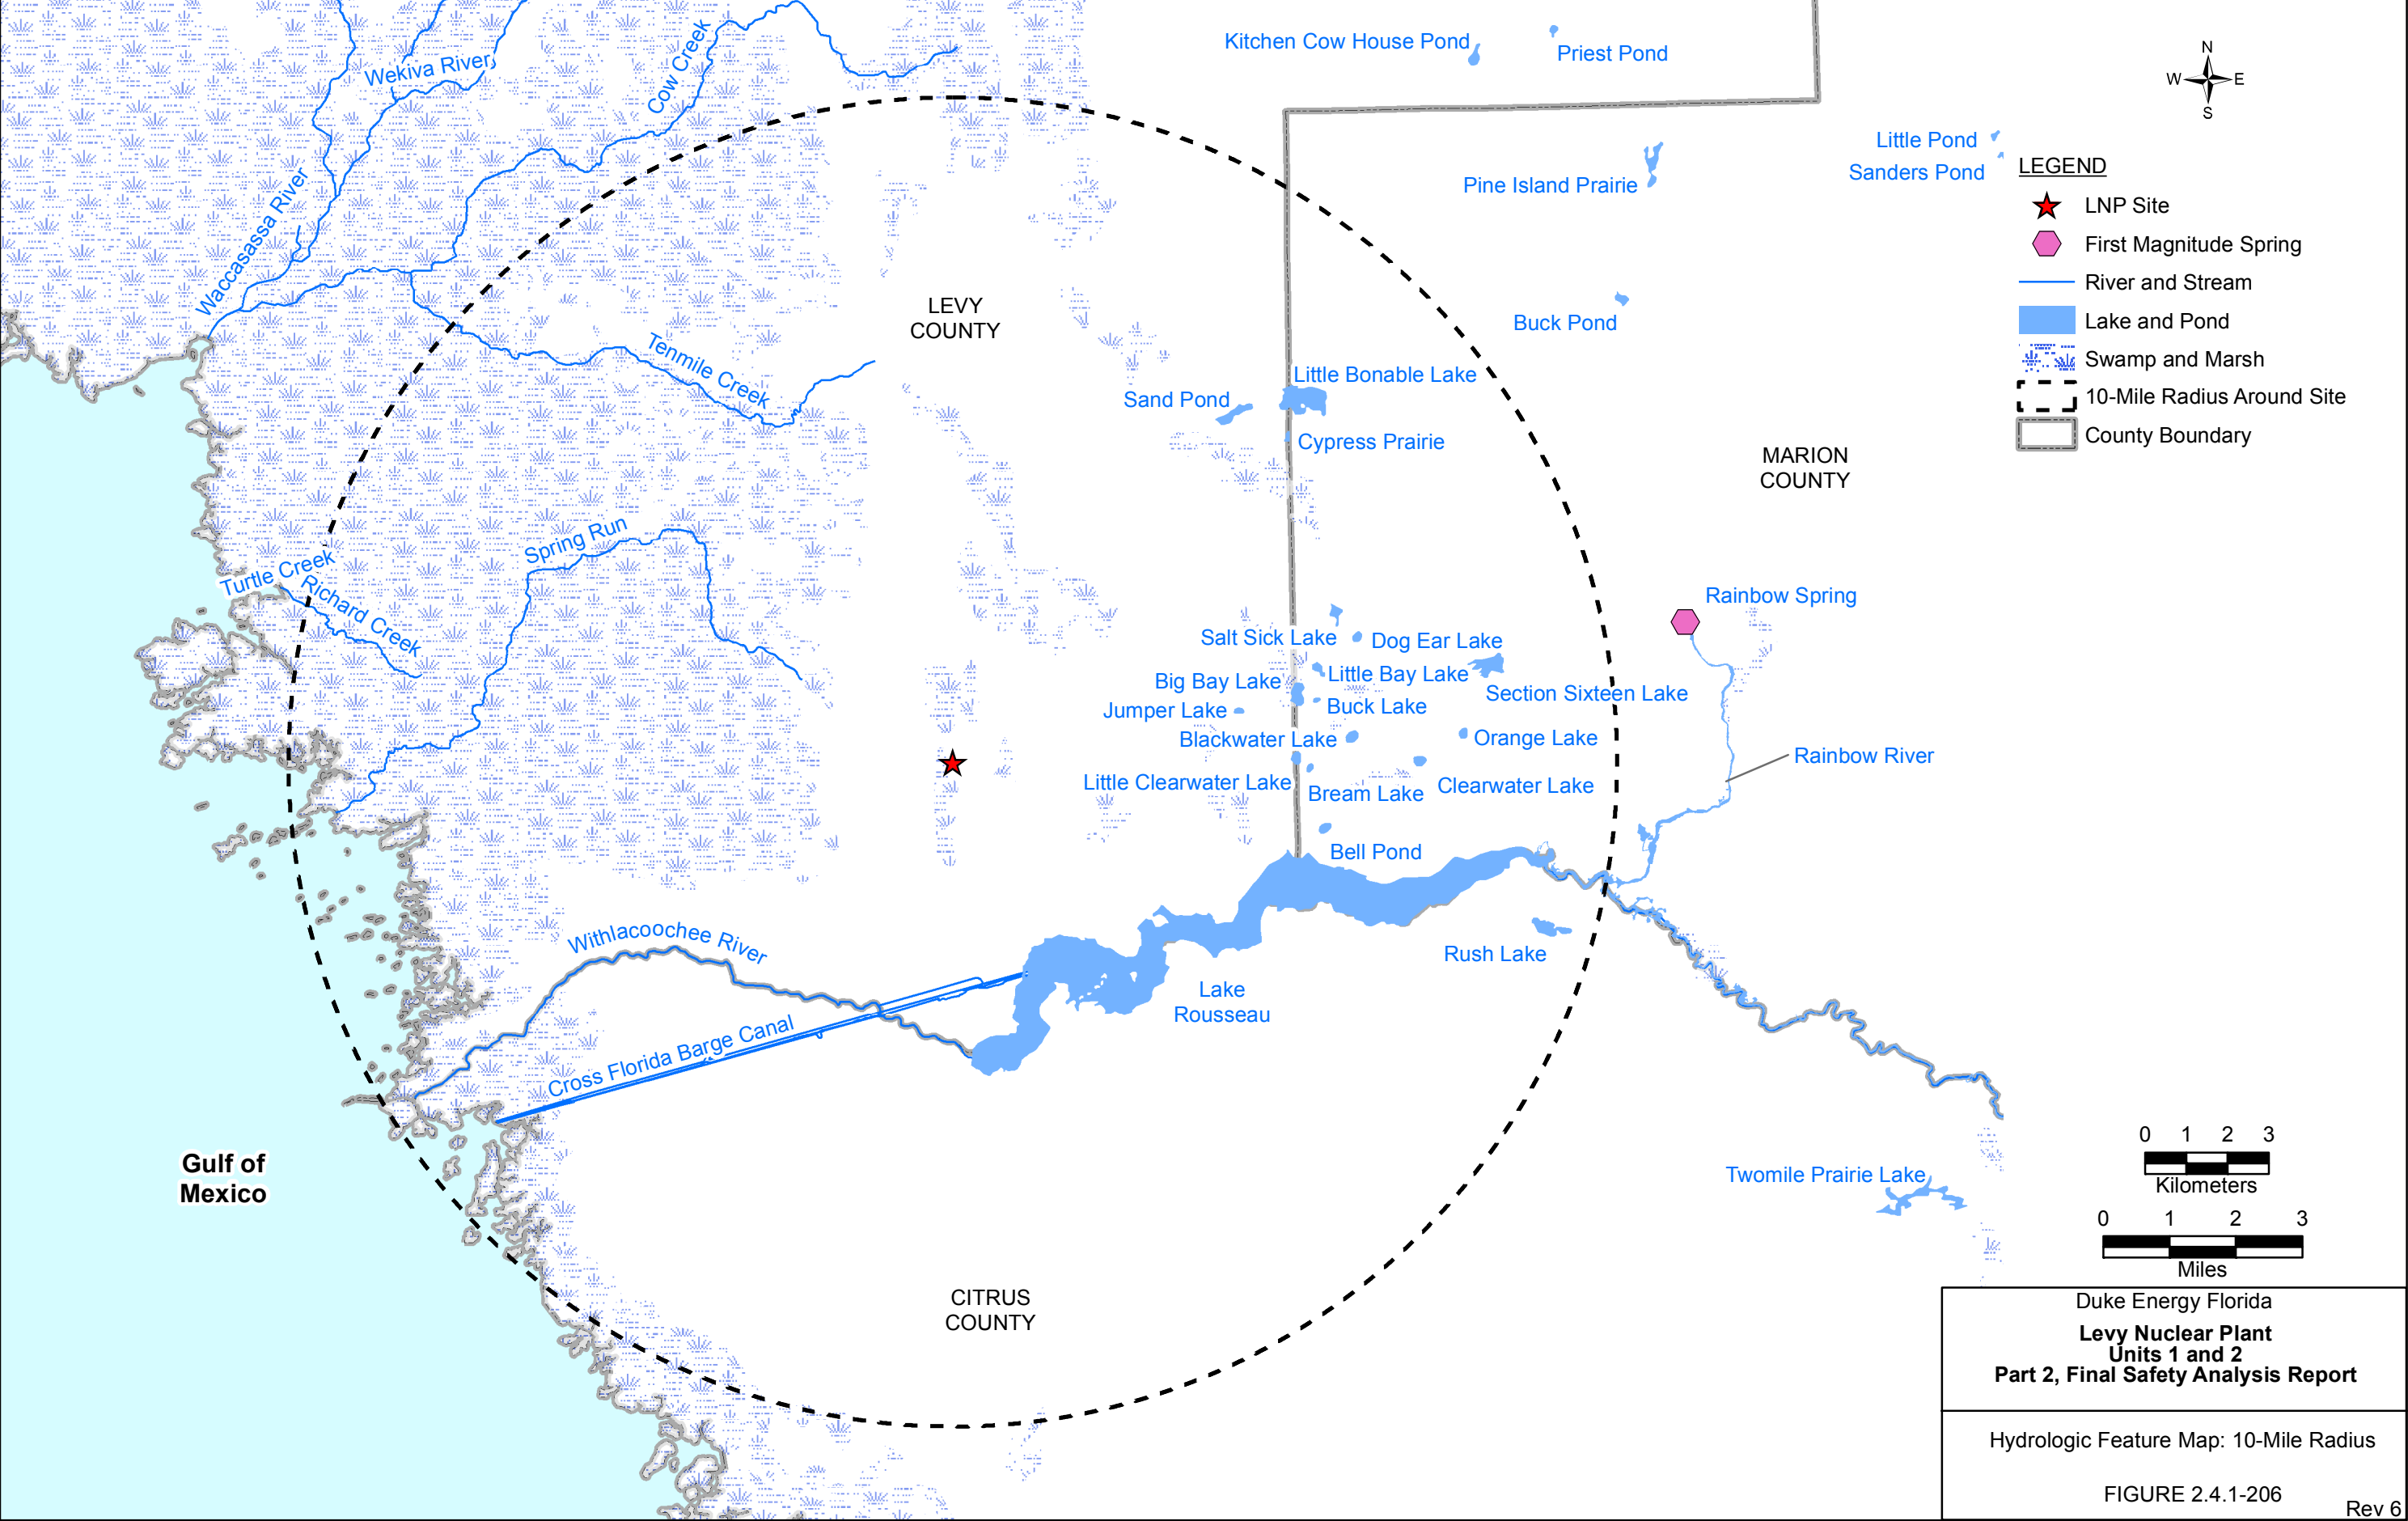 Kitchen Cow House Pond
Priest Pond
N
W E
S
Wekiva River
Cow Creek
Little Pond
Sanders Pond
Pine Island Prairie
Waccasassa River
LEGEND
LNP Site
First Magnitude Spring
River and Stream
Lake and Pond
Swamp and Marsh
10-Mile Radius Around Site
County Boundary
LEVY
COUNTY
Buck Pond
Tenmile Creek
Little Bonable Lake
Sand Pond
Cypress Prairie
MARION
COUNTY
Spring Run
Turtle Creek
Richard Creek
Rainbow Spring
Salt Sick Lake
Dog Ear Lake
Little Bay Lake
Big Bay Lake
Section Sixteen Lake
Buck Lake
Jumper Lake
Blackwater Lake
Orange Lake
Rainbow River
Little Clearwater Lake
Bream Lake
Clearwater Lake
Bell Pond
Withlacoochee River
Rush Lake
Lake
Rousseau
Cross Florida Barge Canal
Gulf of
Mexico
Twomile Prairie Lake
0 1 2 3
Kilometers
0 1 2 3
Miles
CITRUS
COUNTY
Duke Energy Florida
Levy Nuclear Plant
Units 1 and 2
Part 2, Final Safety Analysis Report
Hydrologic Feature Map: 10-Mile Radius
FIGURE 2.4.1-206
Rev 6